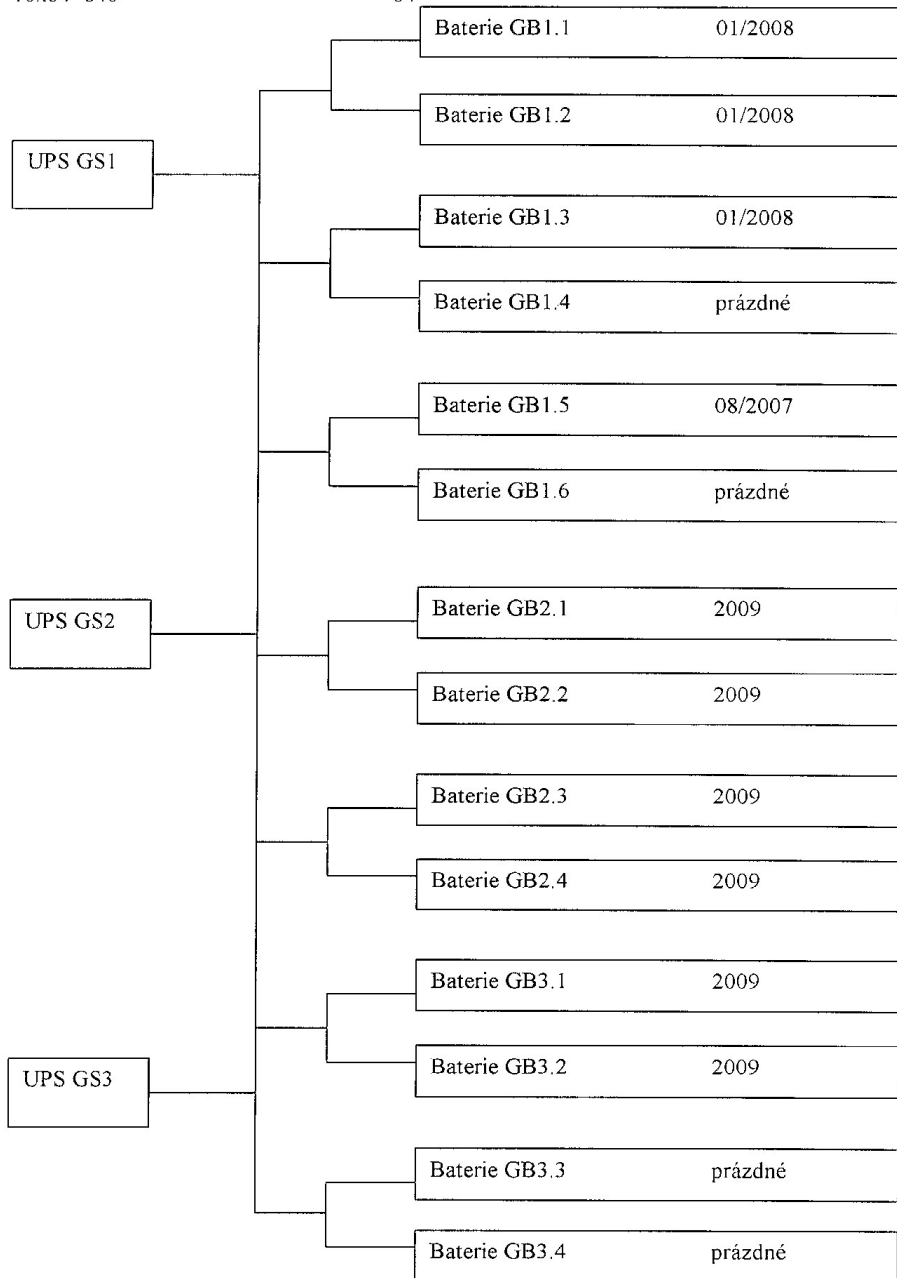 Baterie GB1.1 01/2008
Baterie GB1.2 01/2008
UPS GS1
Baterie GB1.3 01/2008
Baterie GB1.4 prázdné
Baterie GB1.5 08/2007
Baterie GB1.6 prázdné
UPS GS2
Baterie GB2.1 2009
Baterie GB2.2 2009
Baterie GB2.3 2009
Baterie GB2.4 2009
Baterie GB3.1 2009
UPS GS3
Baterie GB3.2 2009
Baterie GB3.3 prázdné
Baterie GB3.4 prázdné